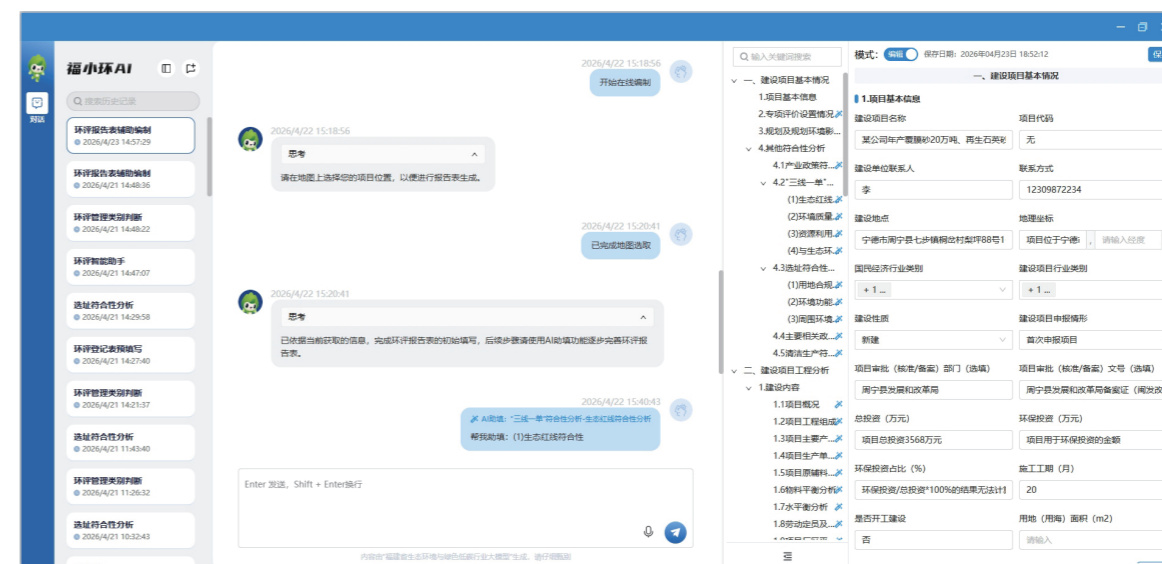 福小环AI
搜索历史记录
对话
环评报告表辅助编制
2026/4/23 14:57:29
环评报告表辅助编制
2026/4/21 14:48:36
环评管理类别判断
2026/4/21 14:48:22
环评智能助手
2026/4/21 14:47:07
选址符合性分析
2026/4/21 14:29:58
环评登记表预填写
2026/4/21 14:27:40
环评管理类别判断
2026/4/21 14:21:37
选址符合性分析
2026/4/21 11:43:40
环评管理类别判断
2026/4/21 11:26:32
选址符合性分析
2026/4/21 10:32:43
2026/4/22 15:18:56
开始在线编制
2026/4/22 15:18:56
思考
请在地图上选择您的项目位置，以便进行报告表生成。
2026/4/22 15:20:41
已完成地图选取
2026/4/22 15:20:41
思考
已依据当前获取的信息，完成环评报告表的初始填写，后续步骤请使用AI助填功能逐步完善环评报
告表。
2026/4/22 15:40:43
AI助填："三线一单"符合性分析-生态红线符合性分析
帮我助填：(1)生态红线符合性
Enter 发送，Shift + Enter换行
内容由"福建省生态环境与绿色低碳行业大模型"生成，请仔细甄别
输入关键词搜索
一、建设项目基本情况
1.项目基本信息
2.专项评价设置情况
3.规划及规划环境影...
4.其他符合性分析
4.1产业政策符...
4.2"三线一单"...
(1)生态红线
(2)环境质量
(3)资源利用
(4)与生态环
4.3选址符合性...
(1)用地合规
(2)环境功能
(3)周围环境
4.4主要相关政...
4.5清洁生产符...
二、建设项目工程分析
1.建设内容
1.1项目概况
1.2项目工程组成
1.3项目主要产...
1.4项目生产单...
1.5项目原辅料...
1.6物料平衡分析
1.7水平衡分析
1.8劳动定员及...
模式： 编辑 保存日期：2026年04月23日 18:52:12
一、建设项目基本情况
1.项目基本信息
建设项目名称 项目代码
某公司年产覆膜砂20万吨、再生石英砂 无
建设单位联系人 联系方式
李 12309872234
建设地点 地理坐标
宁德市周宁县七步镇桐岔村梨坪88号1 项目位于宁德 ， 请输入经度
国民经济行业类别 建设项目行业类别
+ 1 ... + 1 ...
建设性质 建设项目申报情形
新建 首次申报项目
项目审批（核准/备案）部门（选填） 项目审批（核准/备案）文号（选填）
周宁县发展和改革局 周宁县发展和改革局备案证（闽发改
总投资（万元） 环保投资（万元）
项目总投资3568万元 项目用于环保投资的金额
环保投资占比（%） 施工工期（月）
环保投资/总投资*100%的结果无法计 20
是否开工建设 用地（用海）面积（m2）
否 请输入